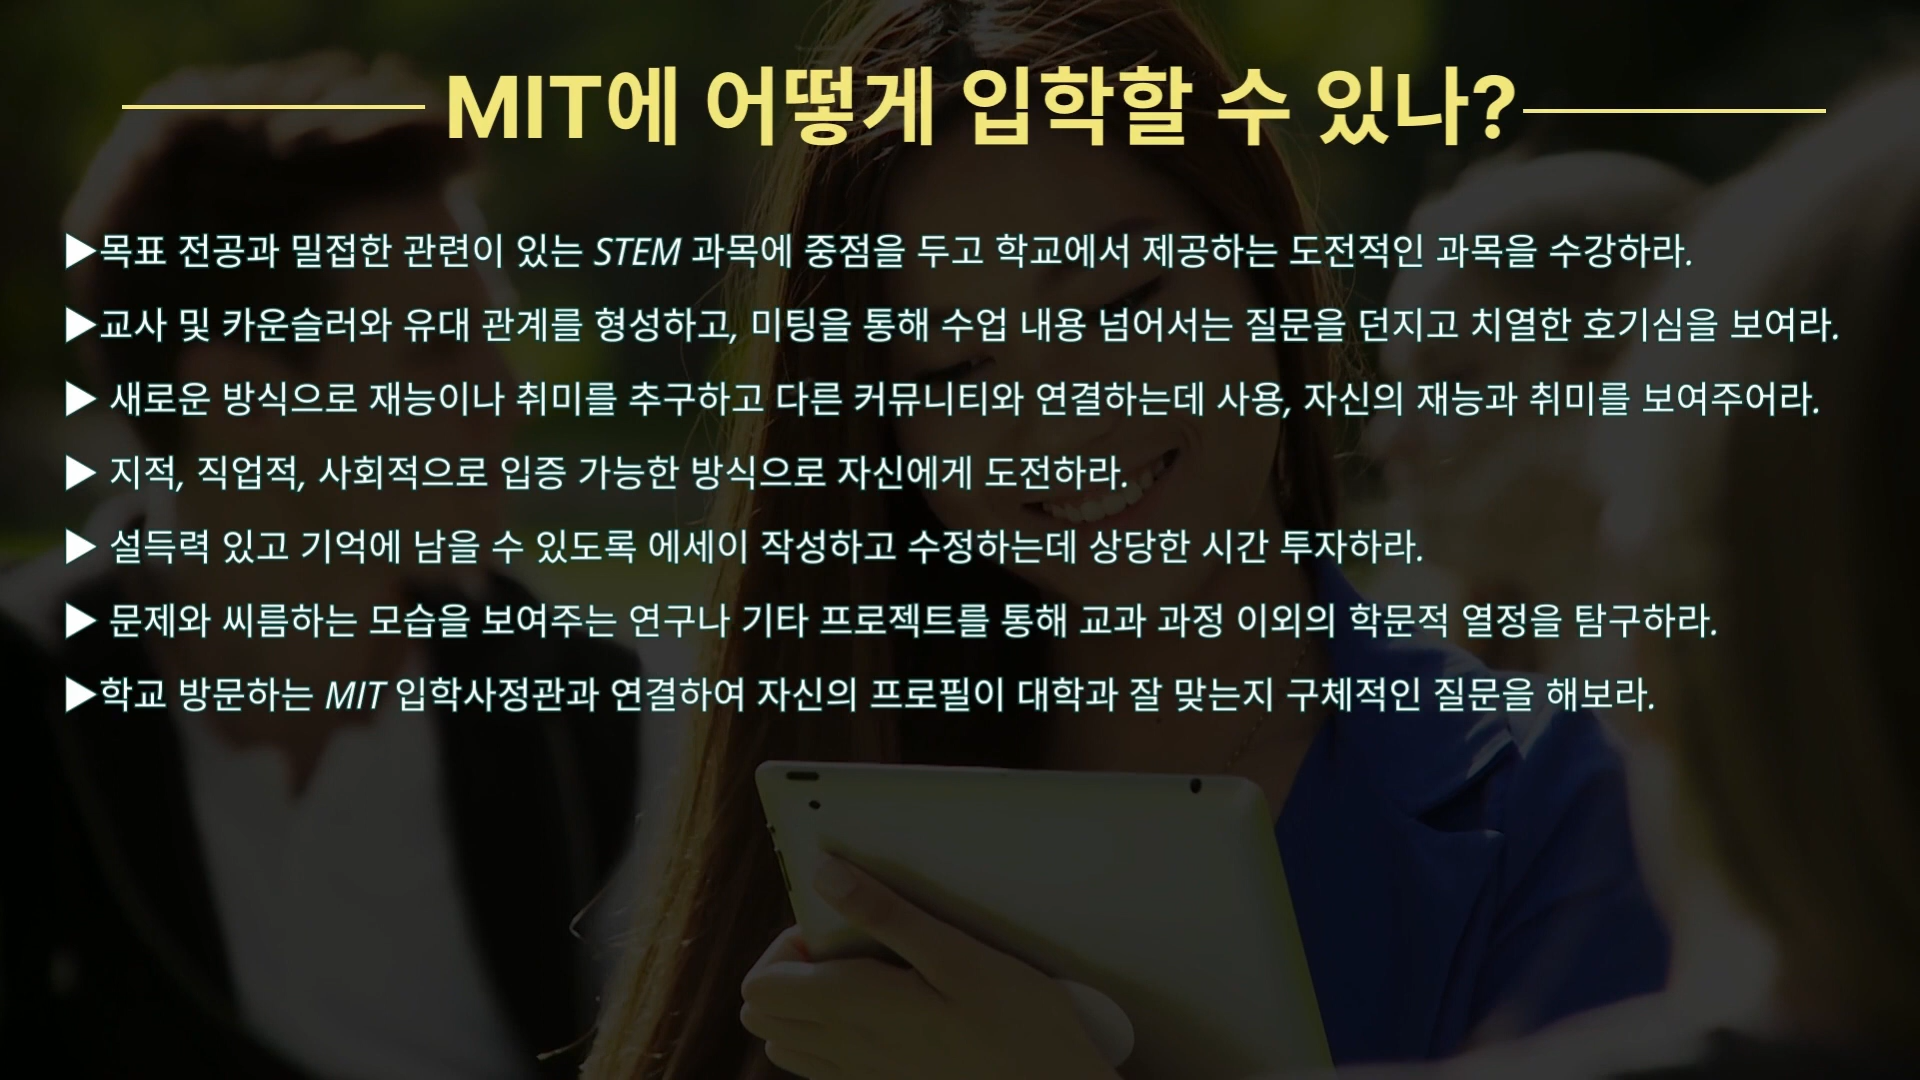 MIT에 어떻게 입학할 수 있나?
▶목표 전공과 밀접한 관련이 있는 STEM 과목에 중점을 두고 학교에서 제공하는 도전적인 과목을 수강하라.
▶교사 및 카운슬러와 유대 관계를 형성하고, 미팅을 통해 수업 내용 넘어서는 질문을 던지고 치열한 호기심을 보여라.
▶ 새로운 방식으로 재능이나 취미를 추구하고 다른 커뮤니티와 연결하는데 사용, 자신의 재능과 취미를 보여주어라.
▶ 지적, 직업적, 사회적으로 입증 가능한 방식으로 자신에게 도전하라.
▶ 설득력 있고 기억에 남을 수 있도록 에세이 작성하고 수정하는데 상당한 시간 투자하라.
▶ 문제와 씨름하는 모습을 보여주는 연구나 기타 프로젝트를 통해 교과 과정 이외의 학문적 열정을 탐구하라.
▶학교 방문하는 MIT 입학사정관과 연결하여 자신의 프로필이 대학과 잘 맞는지 구체적인 질문을 해보라.